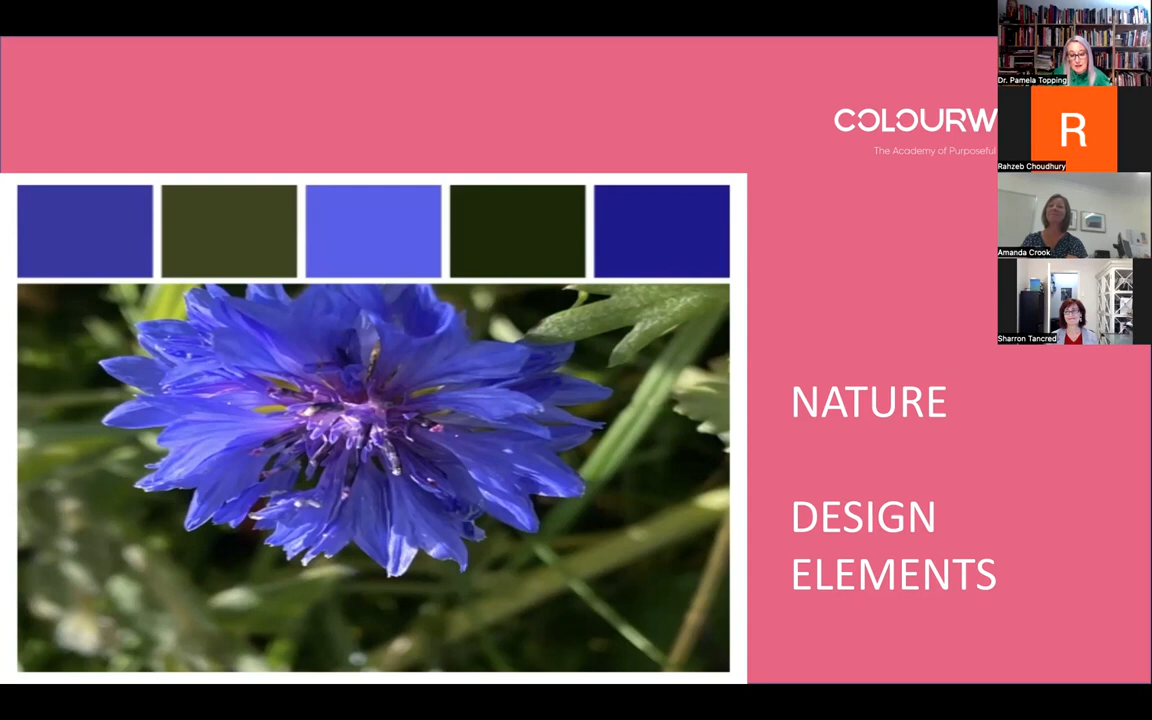 COLOURW
The Academy of Purposeful
NATURE
DESIGN
ELEMENTS
Dr. Pamela Topping
R
Rahzeb Choudhury
Amanda Crook
Sharron Tancred